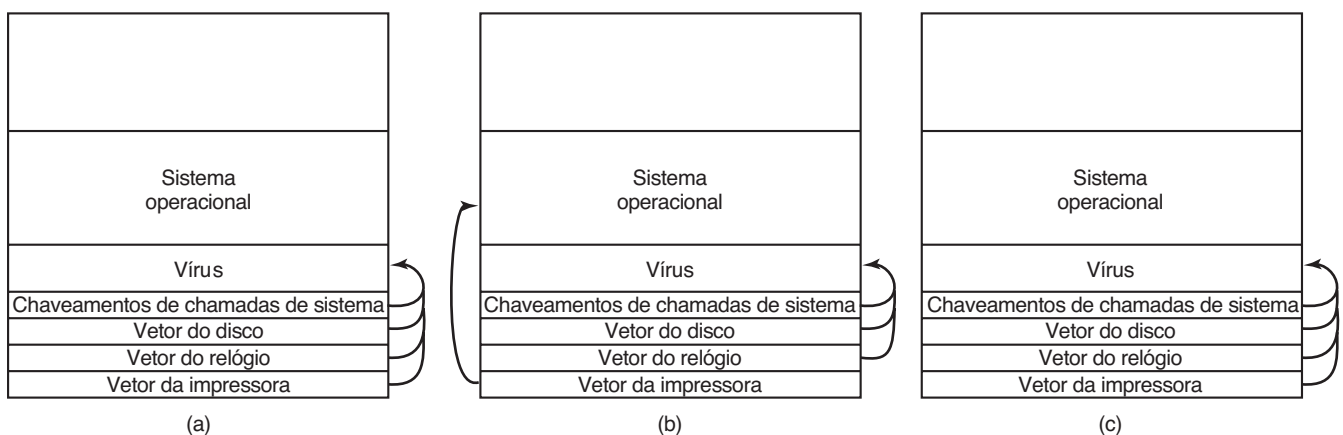 Sistema
operacional
Vírus
Chaveamentos de chamadas de sistema
Vetor do disco
Vetor do relógio
Vetor da impressora
(a)
Sistema
operacional
Vírus
Chaveamentos de chamadas de sistema
Vetor do disco
Vetor do relógio
Vetor da impressora
(b)
Sistema
operacional
Vírus
Chaveamentos de chamadas de sistema
Vetor do disco
Vetor do relógio
Vetor da impressora
(c)